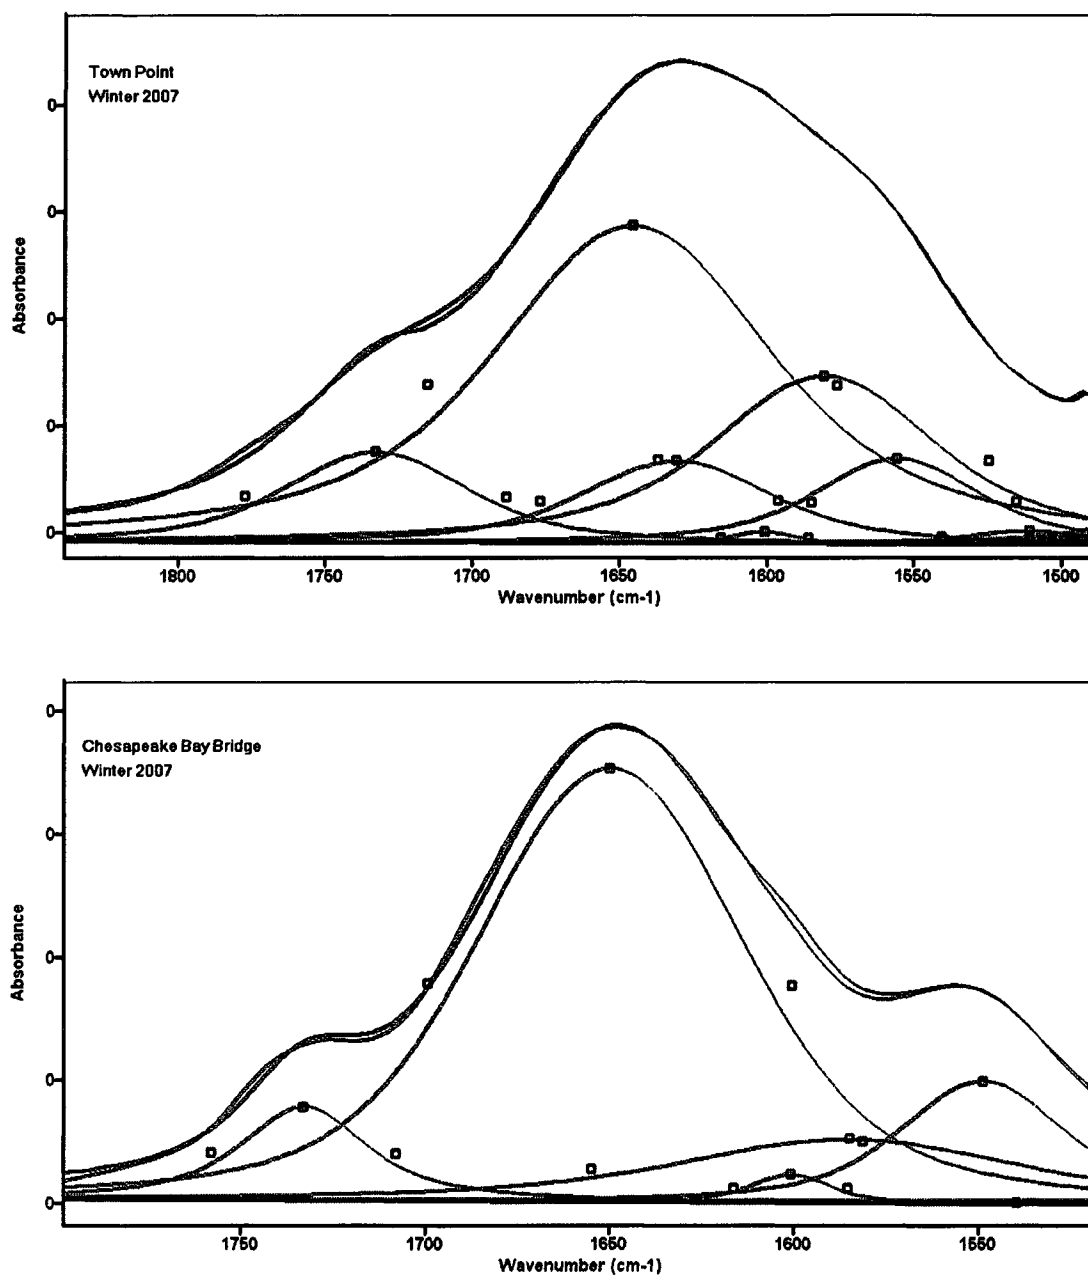 Town Point
Winter 2007
0
0
0
0
0
Absorbance
1800 1750 1700 1650 1600 1550 1500
Wavenumber (cm-1)
0
Chesapeake Bay Bridge
Winter 2007
0
0
0
0
Absorbance
1750 1700 1650 1600 1550
Wavenumber (cm-1)